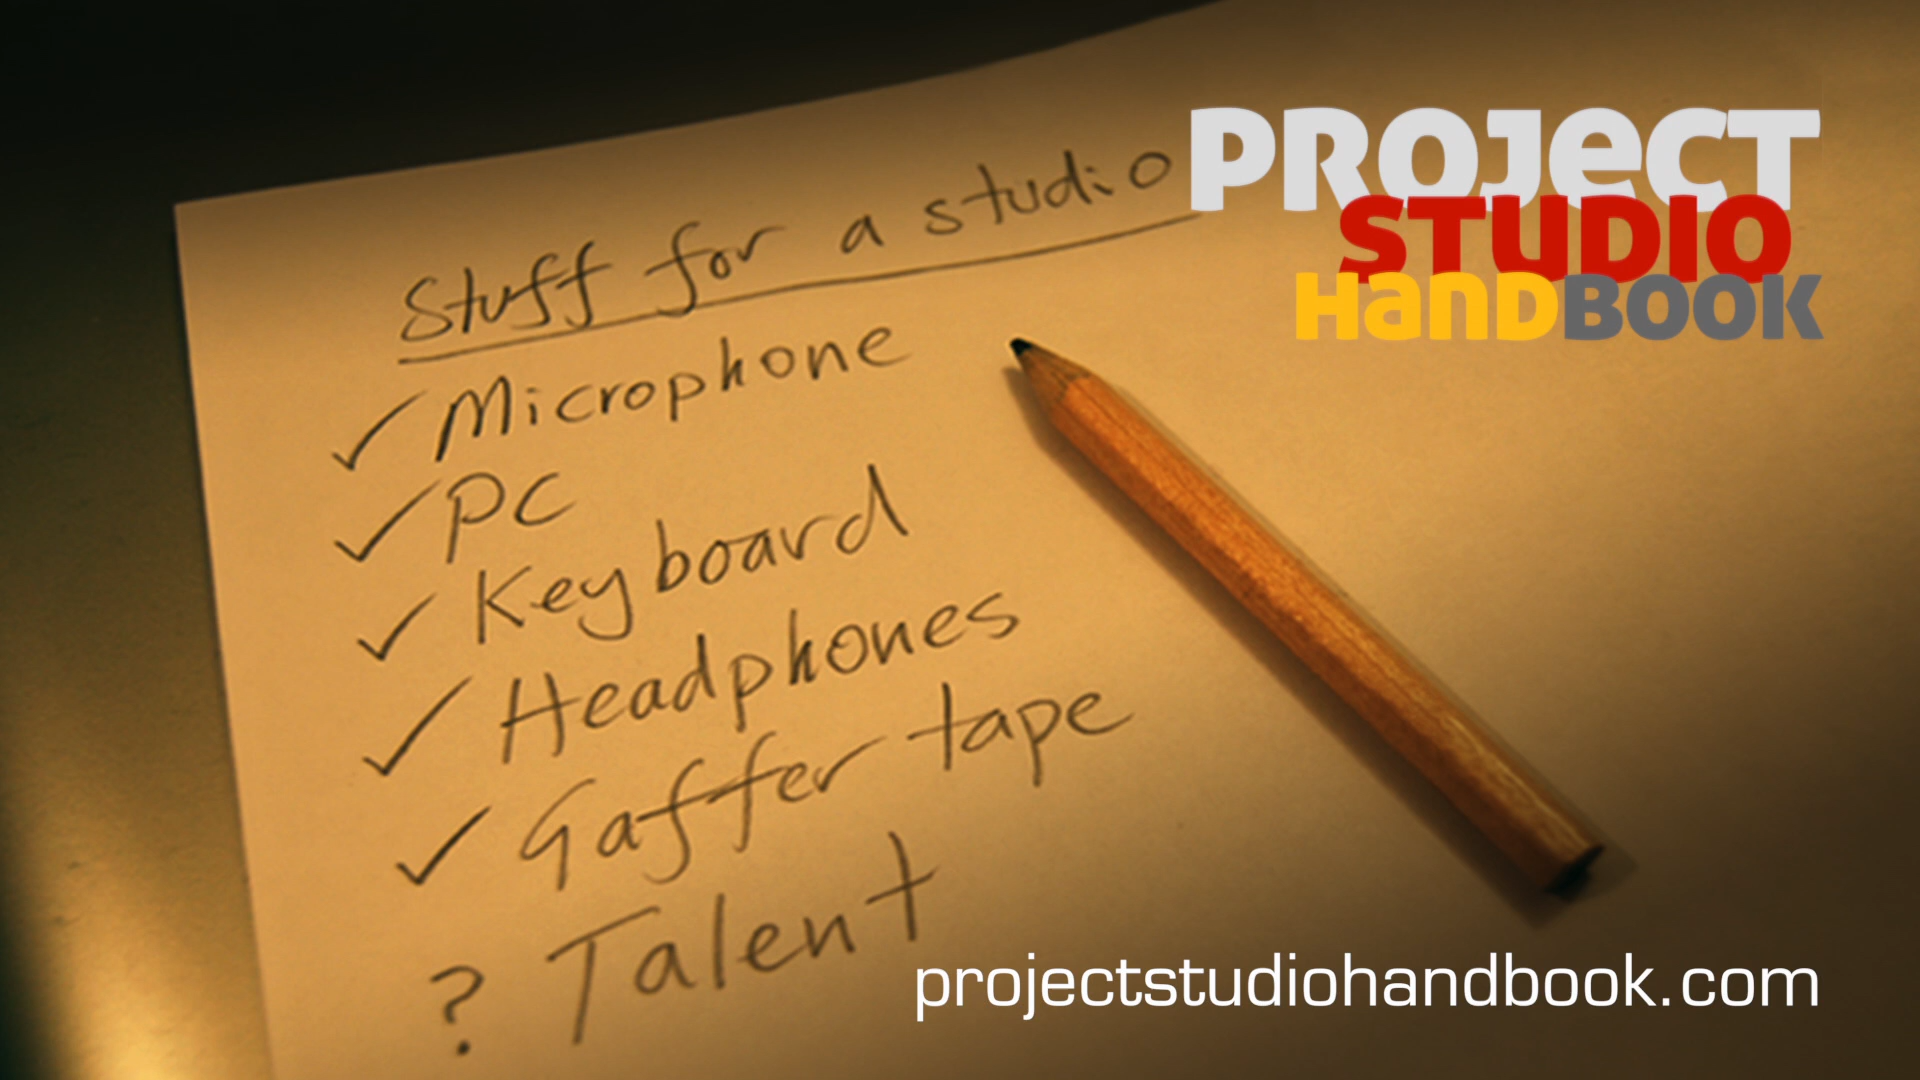 Stuff for a studio
✓ Microphone
✓ PC
✓ Keyboard
✓ Headphones
✓ Gaffer tape
? Talent
PROJeCT
STUDIO
HaNDBOOK
projectstudiohandbook.com